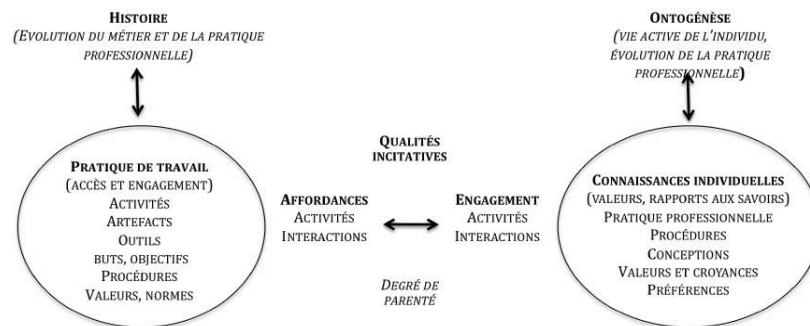 HISTOIRE
(EVOLUTION DU MÉTIER ET DE LA PRATIQUE
PROFESSIONNELLE)
ONTOGÉNÈSE
(VIE ACTIVE DE L'INDIVIDU,
ÉVOLUTION DE LA PRATIQUE
PROFESSIONNELLE)
PRATIQUE DE TRAVAIL
(ACCÈS ET ENGAGEMENT)
ACTIVITÉS
ARTEFACTS
OUTILS
BUTS, OBJECTIFS
PROCÉDURES
VALEURS, NORMES
QUALITÉS
INCITATIVES
AFFORDANCES
ACTIVITÉS
INTERACTIONS
ENGAGEMENT
ACTIVITÉS
INTERACTIONS
DEGRÉ DE
PARENTÉ
CONNAISSANCES INDIVIDUELLES
(VALEURS, RAPPORTS AUX SAVOIRS)
PRATIQUE PROFESSIONNELLE
PROCÉDURES
CONCEPTIONS
VALEURS ET CROYANCES
PRÉFÉRENCES